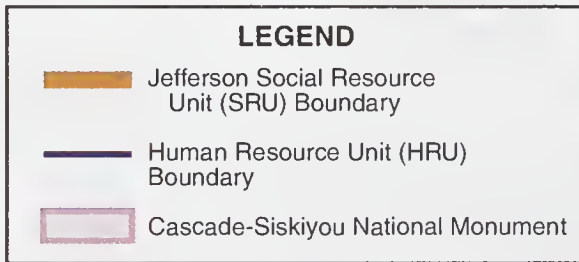 LEGEND
Jefferson Social Resource
Unit (SRU) Boundary
Human Resource Unit (HRU)
Boundary
Cascade-Siskiyou National Monument